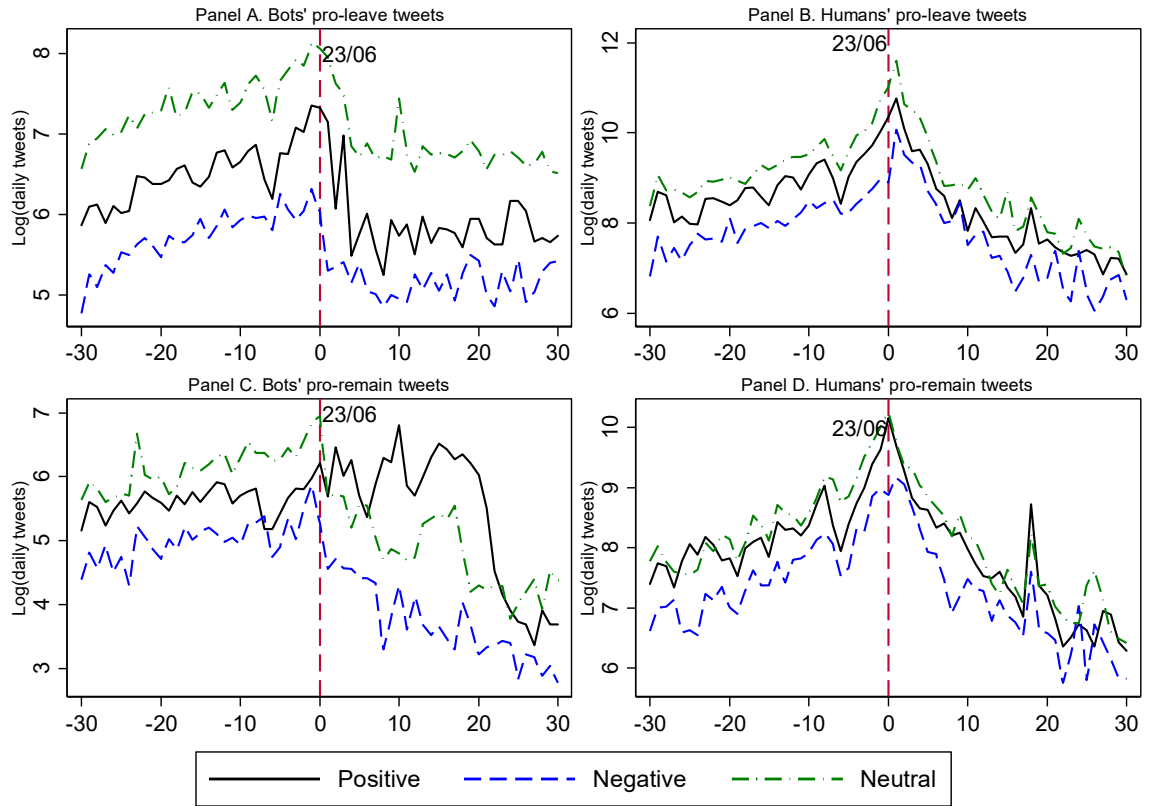 Panel A. Bots' pro-leave tweets
Log(daily tweets)
8
7
6
5
23/06
-30 -20 -10 0 10 20 30
Panel B. Humans' pro-leave tweets
Log(daily tweets)
12
10
8
6
23/06
-30 -20 -10 0 10 20 30
Panel C. Bots' pro-remain tweets
Log(daily tweets)
7
6
5
4
3
23/06
-30 -20 -10 0 10 20 30
Panel D. Humans' pro-remain tweets
Log(daily tweets)
10
9
8
7
6
23/06
-30 -20 -10 0 10 20 30
Positive Negative Neutral